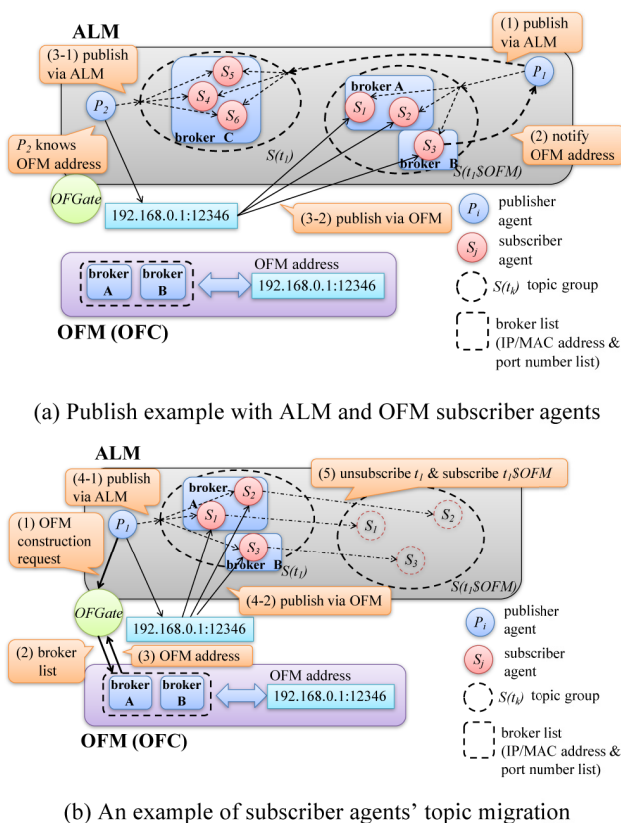 ALM
(1) publish
via ALM
(3-1) publish
via ALM
P2
S5
S4
S6
broker C
S(t1)
broker A
S1
S2
S3
broker B
S(t1$OFM)
P1
P2 knows
OFM address
(2) notify
OFM address
OFGate
192.168.0.1:12346
(3-2) publish via OFM
broker
A
broker
B
OFM address
192.168.0.1:12346
OFM (OFC)
Pi
publisher
agent
Sj
subscriber
agent
S(tk) topic group
broker list
(IP/MAC address &
port number list)
(a) Publish example with ALM and OFM subscriber agents
ALM
(4-1) publish
via ALM
(5) unsubscribe t1 & subscribe t1$OFM
(1) OFM
construction
request
P1
broker
A
S2
S1
S3
broker B
S(t1)
S1
S2
S3
S(t1$OFM)
(4-2) publish via OFM
OFGate
192.168.0.1:12346
(2) broker
list
(3) OFM address
broker
A
broker
B
OFM address
192.168.0.1:12346
OFM (OFC)
Pi
publisher
agent
Sj
subscriber
agent
S(tk) topic group
broker list
(IP/MAC address &
port number list)
(b) An example of subscriber agents’ topic migration